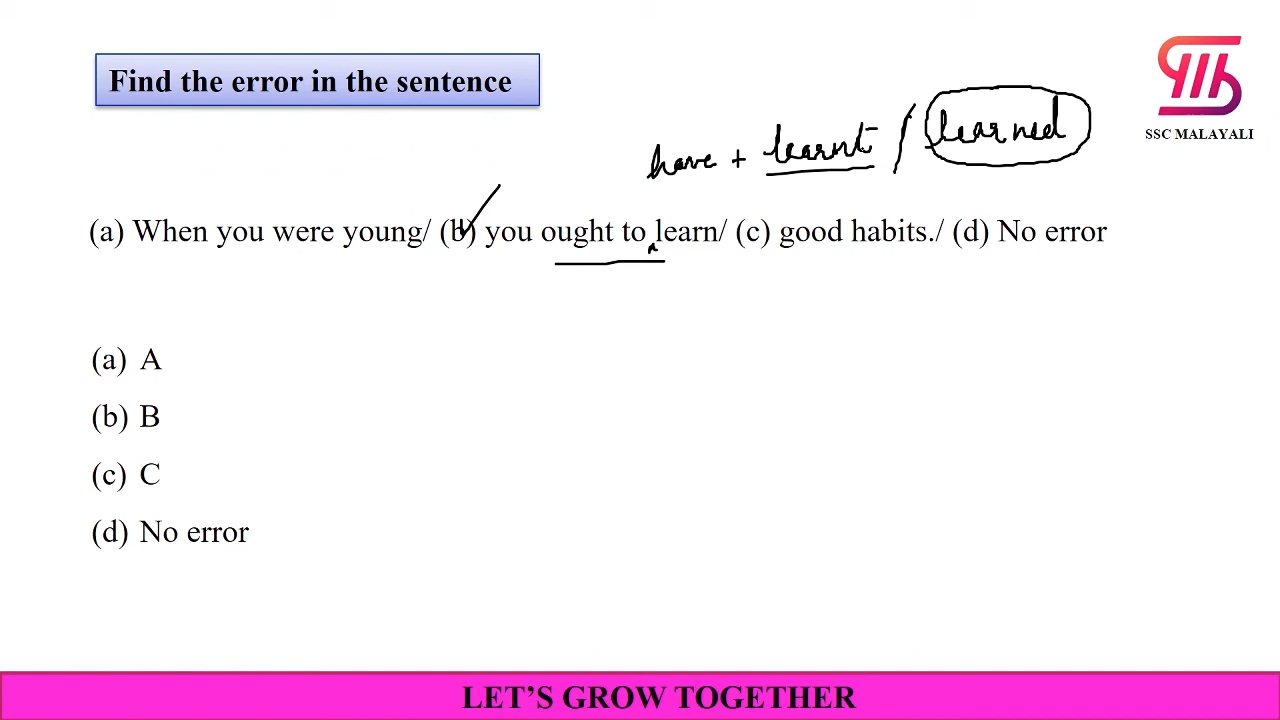 Find the error in the sentence
SSC MALAYALI
have + learnt / learned
(a) When you were young/ (b) you ought to learn/ (c) good habits./ (d) No error
(a) A
(b) B
(c) C
(d) No error
LET'S GROW TOGETHER